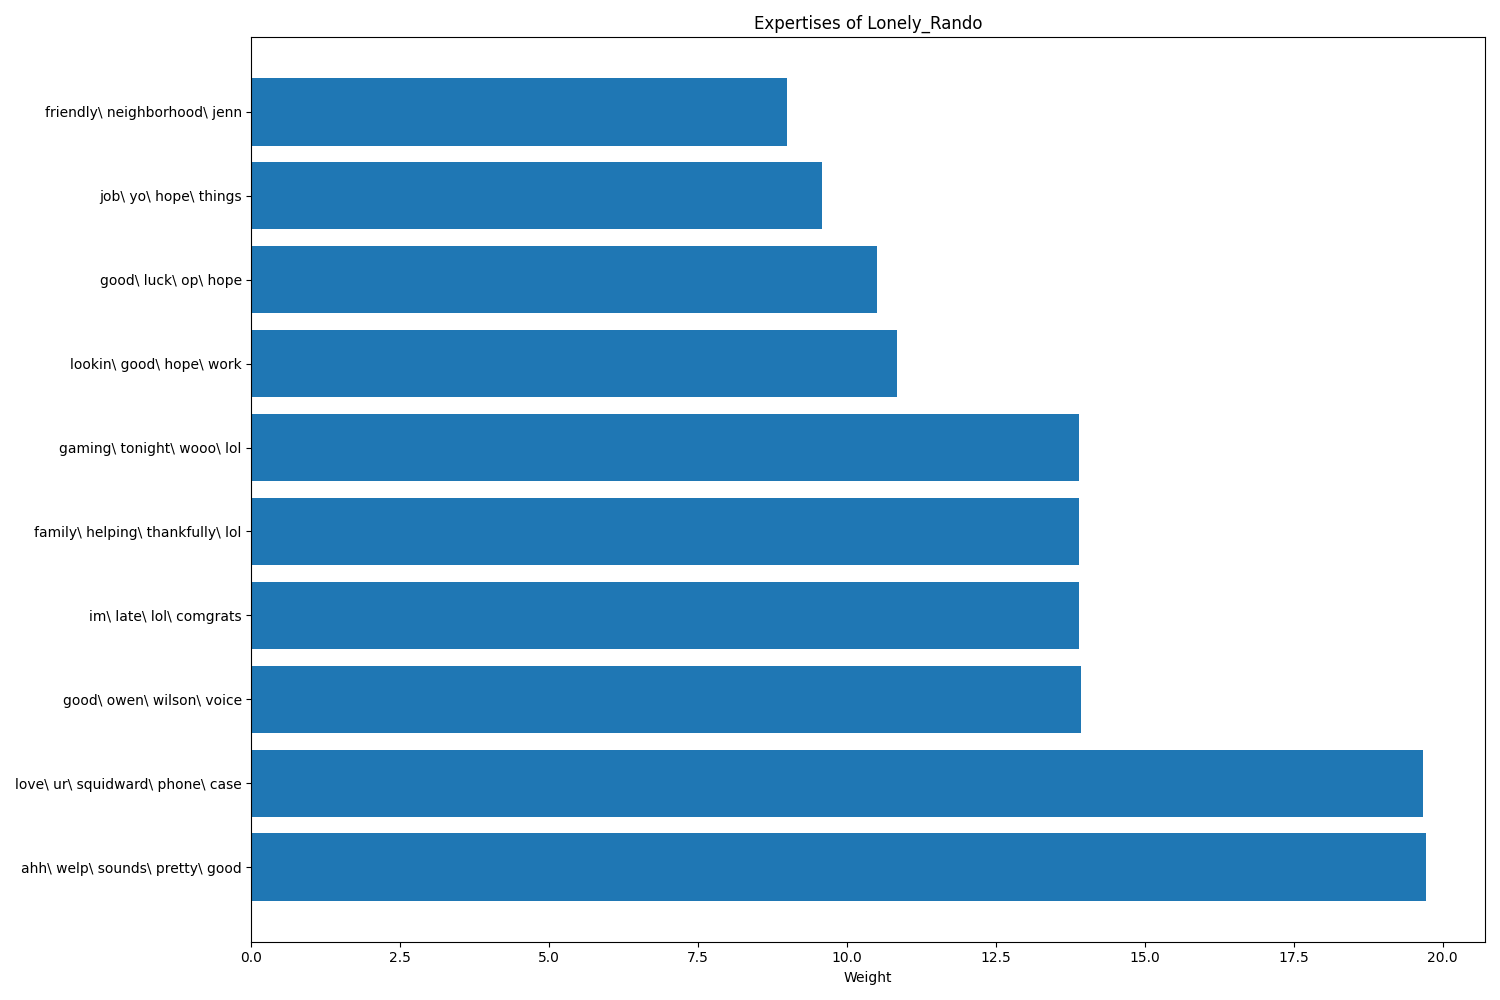 Expertises of Lonely_Rando
friendly\ neighborhood\ jenn
job\ yo\ hope\ things
good\ luck\ op\ hope
lookin\ good\ hope\ work
gaming\ tonight\ wooo\ lol
family\ helping\ thankfully\ lol
im\ late\ lol\ comgrats
good\ owen\ wilson\ voice
love\ ur\ squidward\ phone\ case
ahh\ welp\ sounds\ pretty\ good
0.0 2.5 5.0 7.5 10.0 12.5 15.0 17.5 20.0
Weight